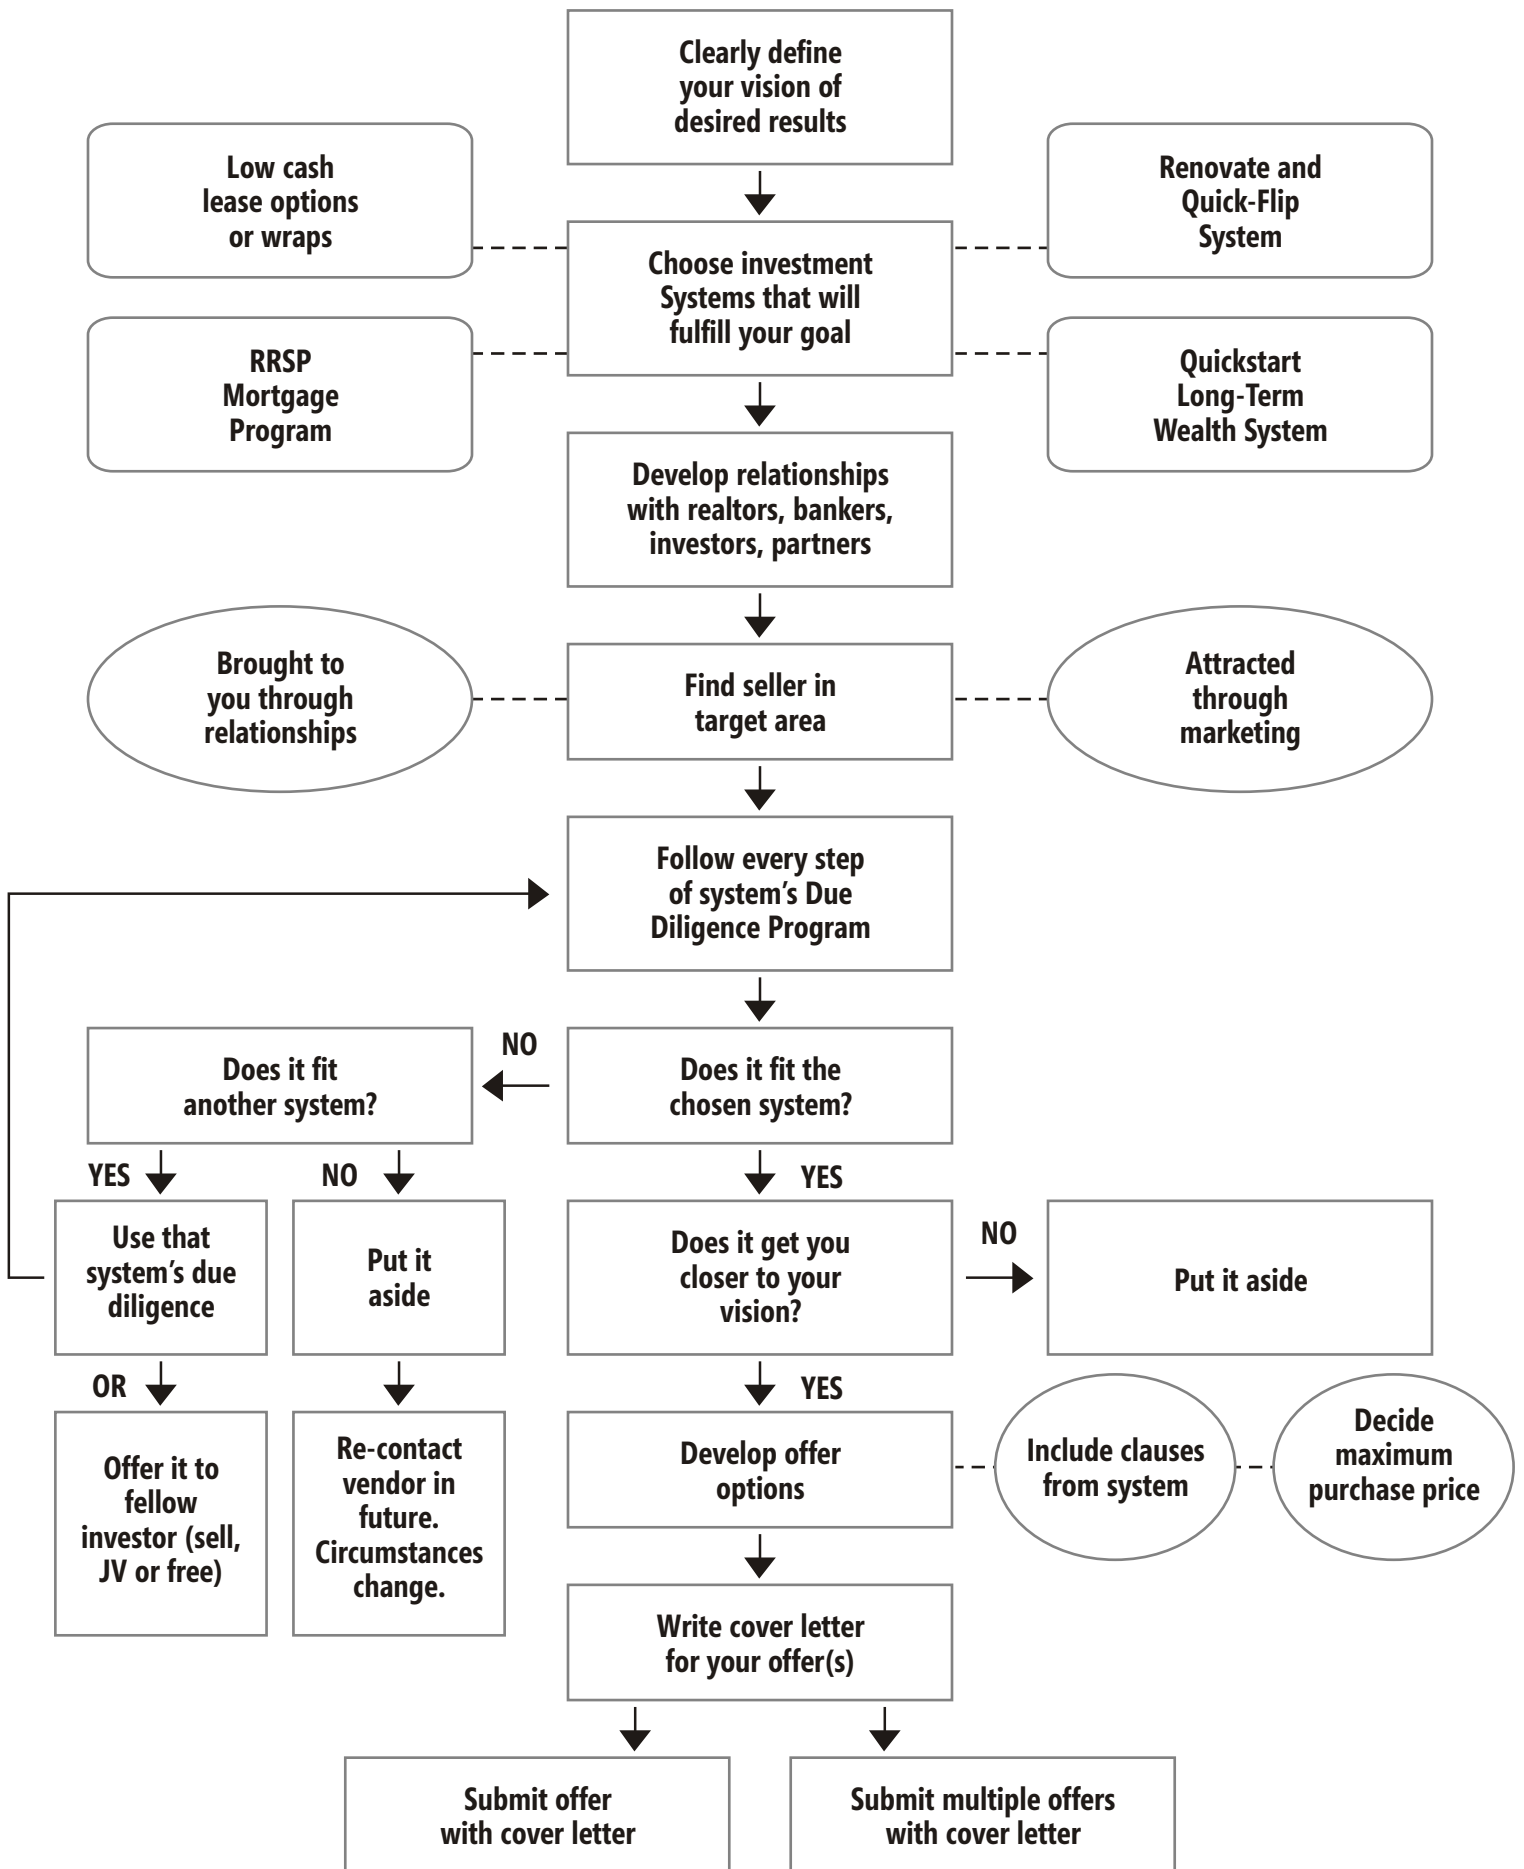 Clearly define
your vision of
desired results
Low cash
lease options
or wraps
Renovate and
Quick-Flip
System
Choose investment
Systems that will
fulfill your goal
RRSP
Mortgage
Program
Quickstart
Long-Term
Wealth System
Develop relationships
with realtors, bankers,
investors, partners
Brought to
you through
relationships
Find seller in
target area
Attracted
through
marketing
Follow every step
of system’s Due
Diligence Program
Does it fit
another system?
NO
Does it fit the
chosen system?
YES
NO
YES
Use that
system’s due
diligence
Put it
aside
Does it get you
closer to your
vision?
NO
Put it aside
OR
YES
Offer it to
fellow
investor (sell,
JV or free)
Re-contact
vendor in
future.
Circumstances
change.
Develop offer
options
Include clauses
from system
Decide
maximum
purchase price
Write cover letter
for your offer(s)
Submit offer
with cover letter
Submit multiple offers
with cover letter